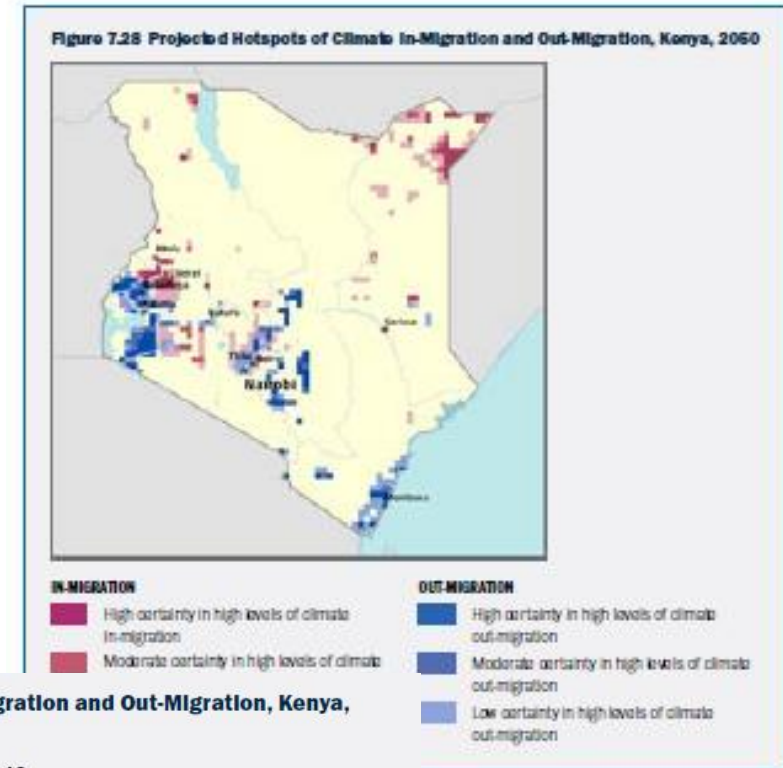 Figure 7.28 Projected Hotspots of Climate In-Migration and Out-Migration, Kenya, 2050
Garissa
Nairobi
Mombasa
IN-MIGRATION
High certainty in high levels of climate
in-migration
Moderate certainty in high levels of climate
OUT-MIGRATION
High certainty in high levels of climate
out-migration
Moderate certainty in high levels of climate
out-migration
Low certainty in high levels of climate
out-migration
gration and Out-Migration, Kenya,